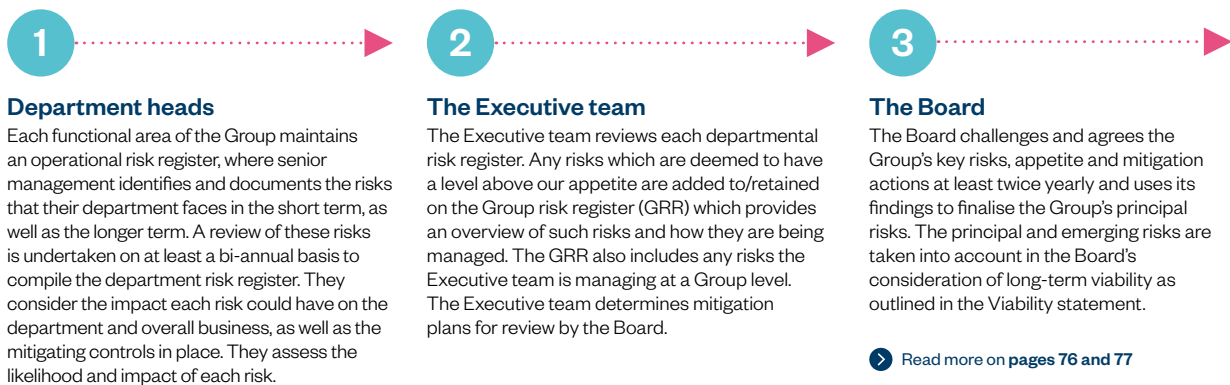 1
Department heads
Each functional area of the Group maintains
an operational risk register, where senior
management identifies and documents the risks
that their department faces in the short term, as
well as the longer term. A review of these risks
is undertaken on at least a bi-annual basis to
compile the department risk register. They
consider the impact each risk could have on the
department and overall business, as well as the
mitigating controls in place. They assess the
likelihood and impact of each risk.
2
The Executive team
The Executive team reviews each departmental
risk register. Any risks which are deemed to have
a level above our appetite are added to/retained
on the Group risk register (GRR) which provides
an overview of such risks and how they are being
managed. The GRR also includes any risks the
Executive team is managing at a Group level.
The Executive team determines mitigation
plans for review by the Board.
3
The Board
The Board challenges and agrees the
Group's key risks, appetite and mitigation
actions at least twice yearly and uses its
findings to finalise the Group's principal
risks. The principal and emerging risks are
taken into account in the Board's
consideration of long-term viability as
outlined in the Viability statement.
Read more on pages 76 and 77